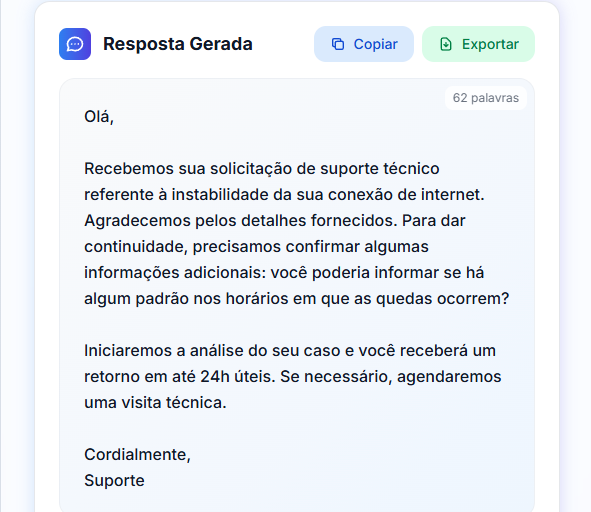 Resposta Gerada
Copiar
Exportar
62 palavras
Olá,
Recebemos sua solicitação de suporte técnico
referente à instabilidade da sua conexão de internet.
Agradecemos pelos detalhes fornecidos. Para dar
continuidade, precisamos confirmar algumas
informações adicionais: você poderia informar se há
algum padrão nos horários em que as quedas ocorrem?
Iniciaremos a análise do seu caso e você receberá um
retorno em até 24h úteis. Se necessário, agendaremos
uma visita técnica.
Cordialmente,
Suporte